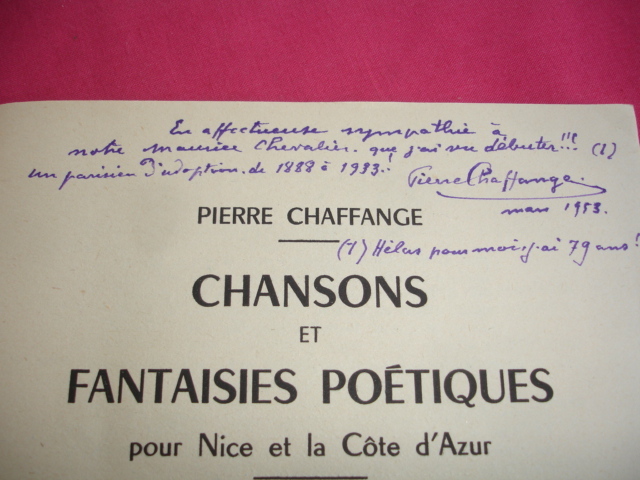 En affectueuse sympathie à
notre Maurice Chevalier. que j'ai vu débuter!!! (1)
un parisien d'adoption. de 1888 à 1933.!
Pierre Chaffange
mars 1953.
PIERRE CHAFFANGE
(1) Hélas pour moi j'ai 79 ans!
CHANSONS
ET
FANTAISIES POÉTIQUES
pour Nice et la Côte d'Azur